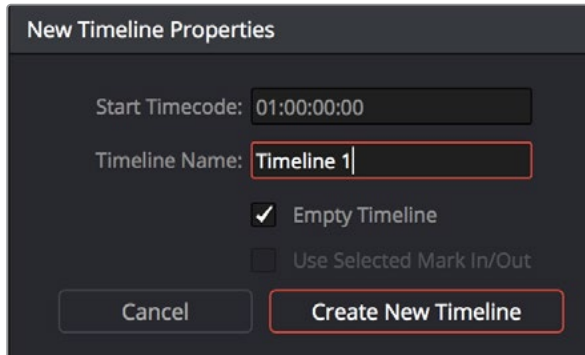 New Timeline Properties
Start Timecode: 01:00:00:00
Timeline Name: Timeline 1
Empty Timeline
Use Selected Mark In/Out
Cancel Create New Timeline